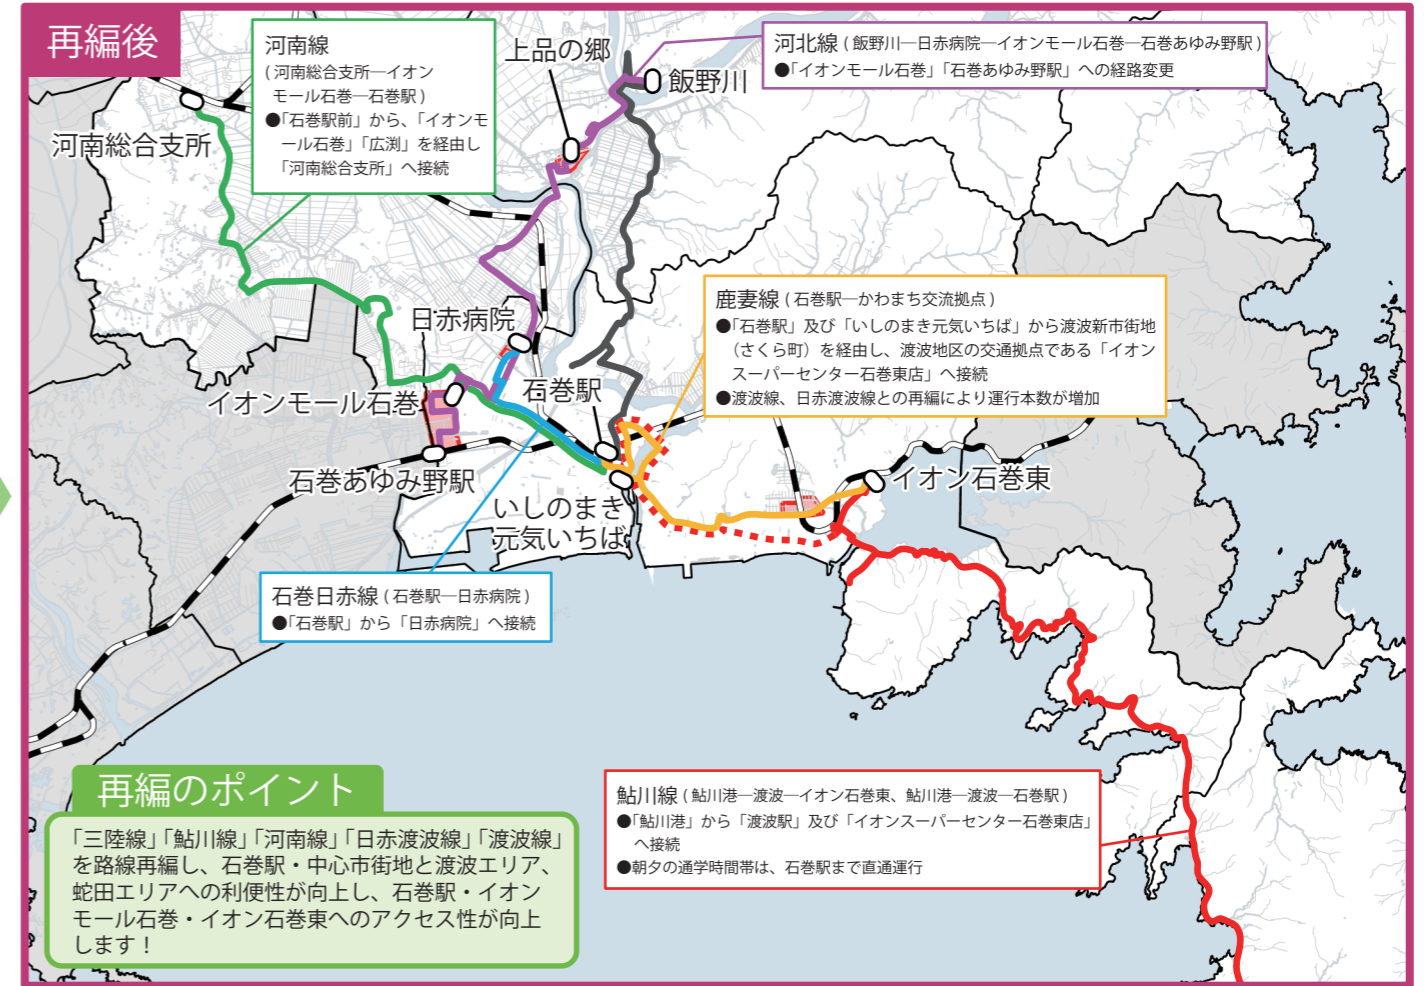 再編後
河南線
( 河南総合支所―イオン
モール石巻―石巻駅 )
●「石巻駅前」から、「イオンモ
ール石巻」「広渕」を経由し
「河南総合支所」へ接続
上品の郷
飯野川
河北線 ( 飯野川―日赤病院―イオンモール石巻―石巻あゆみ野駅 )
●「イオンモール石巻」「石巻あゆみ野駅」への経路変更
河南総合支所
鹿妻線 ( 石巻駅―かわまち交流拠点 )
●「石巻駅」及び「いしのまき元気いちば」から渡波新市街地
（さくら町）を経由し、渡波地区の交通拠点である「イオン
スーパーセンター石巻東店」へ接続
●渡波線、日赤渡波線との再編により運行本数が増加
日赤病院
石巻駅
イオンモール石巻
石巻あゆみ野駅
イオン石巻東
いしのまき
元気いちば
石巻日赤線 ( 石巻駅―日赤病院 )
●「石巻駅」から「日赤病院」へ接続
鮎川線 ( 鮎川港―渡波―イオン石巻東、鮎川港―渡波―石巻駅 )
●「鮎川港」から「渡波駅」及び「イオンスーパーセンター石巻東店」
へ接続
●朝夕の通学時間帯は、石巻駅まで直通運行
再編のポイント
「三陸線」「鮎川線」「河南線」「日赤渡波線」「渡波線」
を路線再編し、石巻駅・中心市街地と渡波エリア、
蛇田エリアへの利便性が向上し、石巻駅・イオン
モール石巻・イオン石巻東へのアクセス性が向上
します！